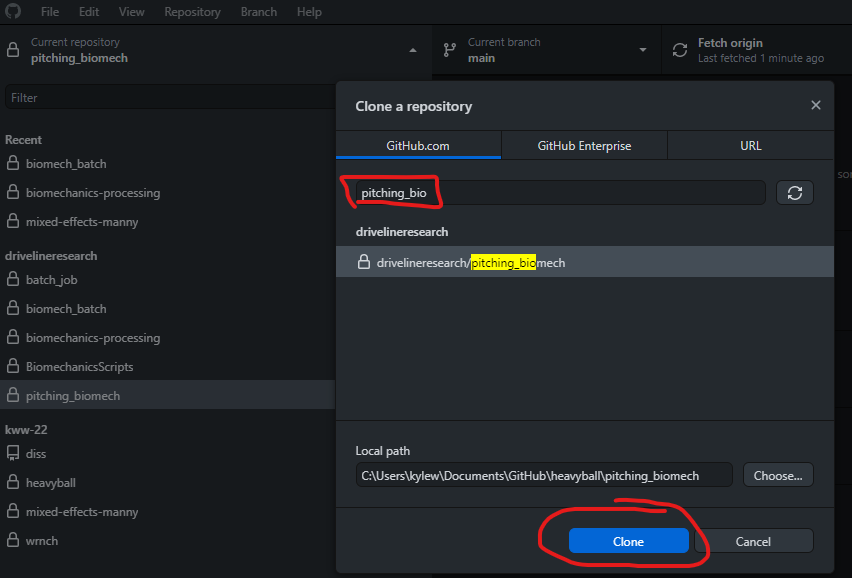 File Edit View Repository Branch Help
Current repository
pitching_biomech
Current branch
main
Fetch origin
Last fetched 1 minute ago
Filter
Recent
biomech_batch
biomechanics-processing
mixed-effects-manny
drivelineresearch
batch_job
biomech_batch
biomechanics-processing
BiomechanicsScripts
pitching_biomech
kww-22
diss
heavyball
mixed-effects-manny
wrnch
Clone a repository
GitHub.com GitHub Enterprise URL
pitching_bio
drivelineresearch
drivelineresearch/pitching_biomech
Local path
C:\Users\kylew\Documents\GitHub\heavyball\pitching_biomech Choose...
Clone Cancel